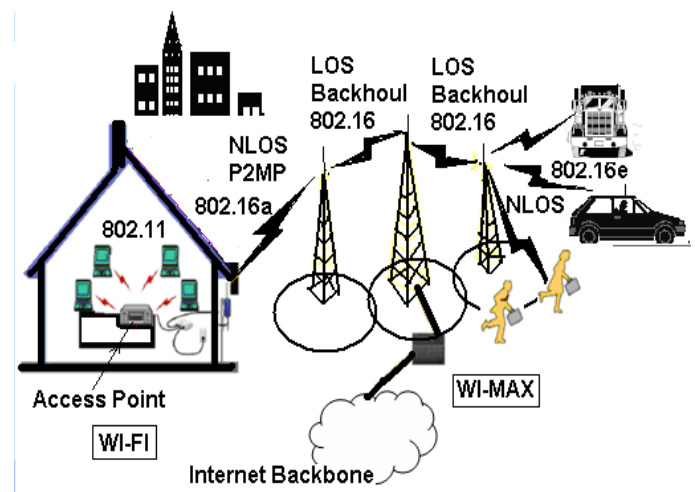 LOS
Backhoul
802.16
LOS
Backhoul
802.16
NLOS
P2MP
802.16a
802.16e
NLOS
802.11
Access Point
WI-FI
WI-MAX
Internet Backbone